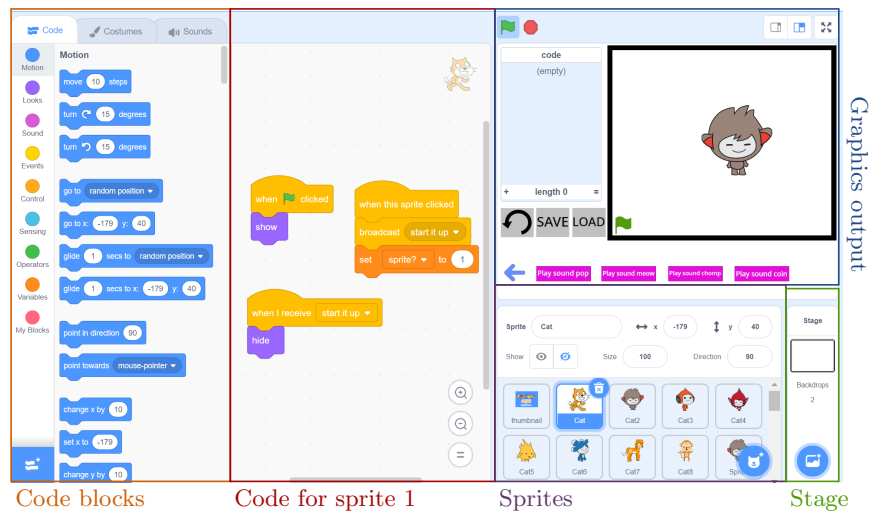 Code
Costumes
Sounds
Motion
Looks
Sound
Events
Control
Sensing
Operators
Variables
My Blocks
Motion
move 10 steps
turn 15 degrees
turn 15 degrees
go to random position
go to x: -179 y: 40
glide 1 secs to random position
glide 1 secs to x: -179 y: 40
point in direction 90
point towards mouse-pointer
change x by 10
set x to -179
change y by 10
when clicked
show
when this sprite clicked
broadcast start it up
set sprite? to 1
when I receive start it up
hide
code
(empty)
+ length 0 =
SAVE LOAD
Play sound pop
Play sound meow
Play sound chomp
Play sound coin
Graphics output
Sprite Cat x -179 y 40
Show Size 100 Direction 90
thumbnail
Cat
Cat2
Cat3
Cat4
Cat5
Cat6
Cat7
Cat8
Stage
Backdrops
2
Code blocks
Code for sprite 1
Sprites
Stage